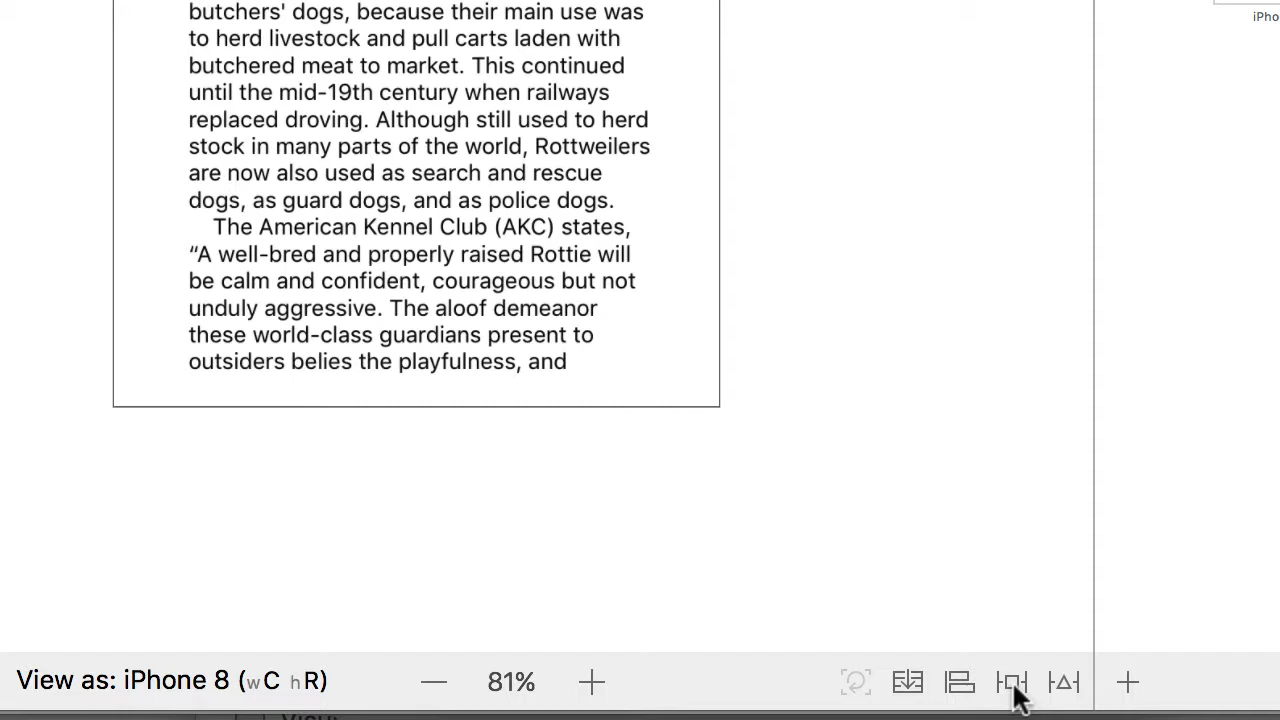 butchers' dogs, because their main use was
iPho
to herd livestock and pull carts laden with
butchered meat to market. This continued
until the mid-19th century when railways
replaced droving. Although still used to herd
stock in many parts of the world, Rottweilers
are now also used as search and rescue
dogs, as guard dogs, and as police dogs.
The American Kennel Club (AKC) states,
“A well-bred and properly raised Rottie will
be calm and confident, courageous but not
unduly aggressive. The aloof demeanor
these world-class guardians present to
outsiders belies the playfulness, and
View as: iPhone 8 (wC hR)
81%